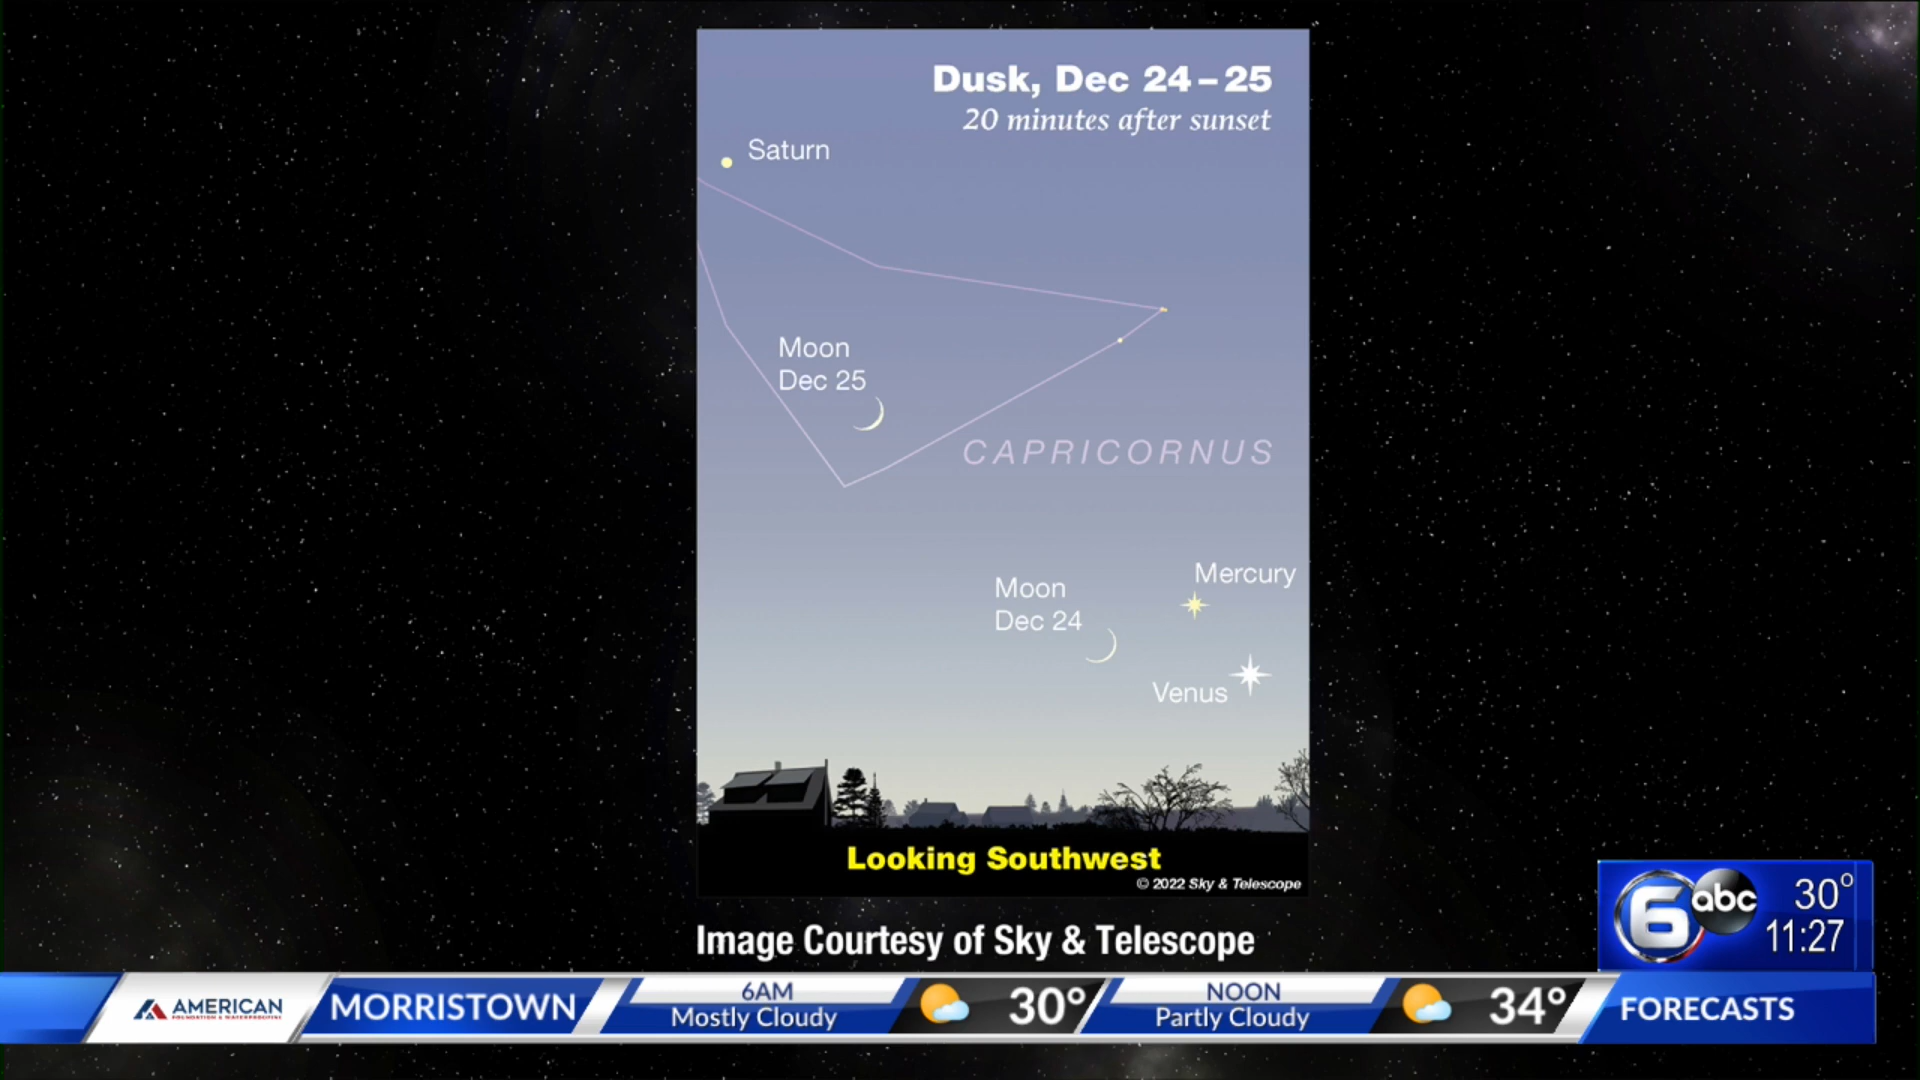 Dusk, Dec 24–25
20 minutes after sunset
Saturn
Moon
Dec 25
CAPRICORNUS
Mercury
Moon
Dec 24
Venus
Looking Southwest
© 2022 Sky & Telescope
Image Courtesy of Sky & Telescope
6 abc 30°
11:27
AMERICAN
MORRISTOWN
6AM
Mostly Cloudy
30°
NOON
Partly Cloudy
34°
FORECASTS